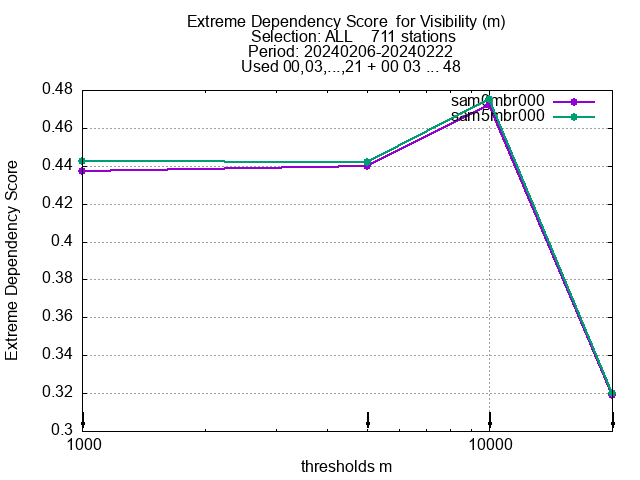 Extreme Dependency Score  for Visibility (m)
Selection: ALL    711 stations
Period: 20240206-20240222
Used 00,03,...,21 + 00 03 ... 48
sam0mbr000
sam5mbr000
0.48
0.46
0.44
0.42
0.4
0.38
0.36
0.34
0.32
0.3
Extreme Dependency Score
1000
10000
thresholds m